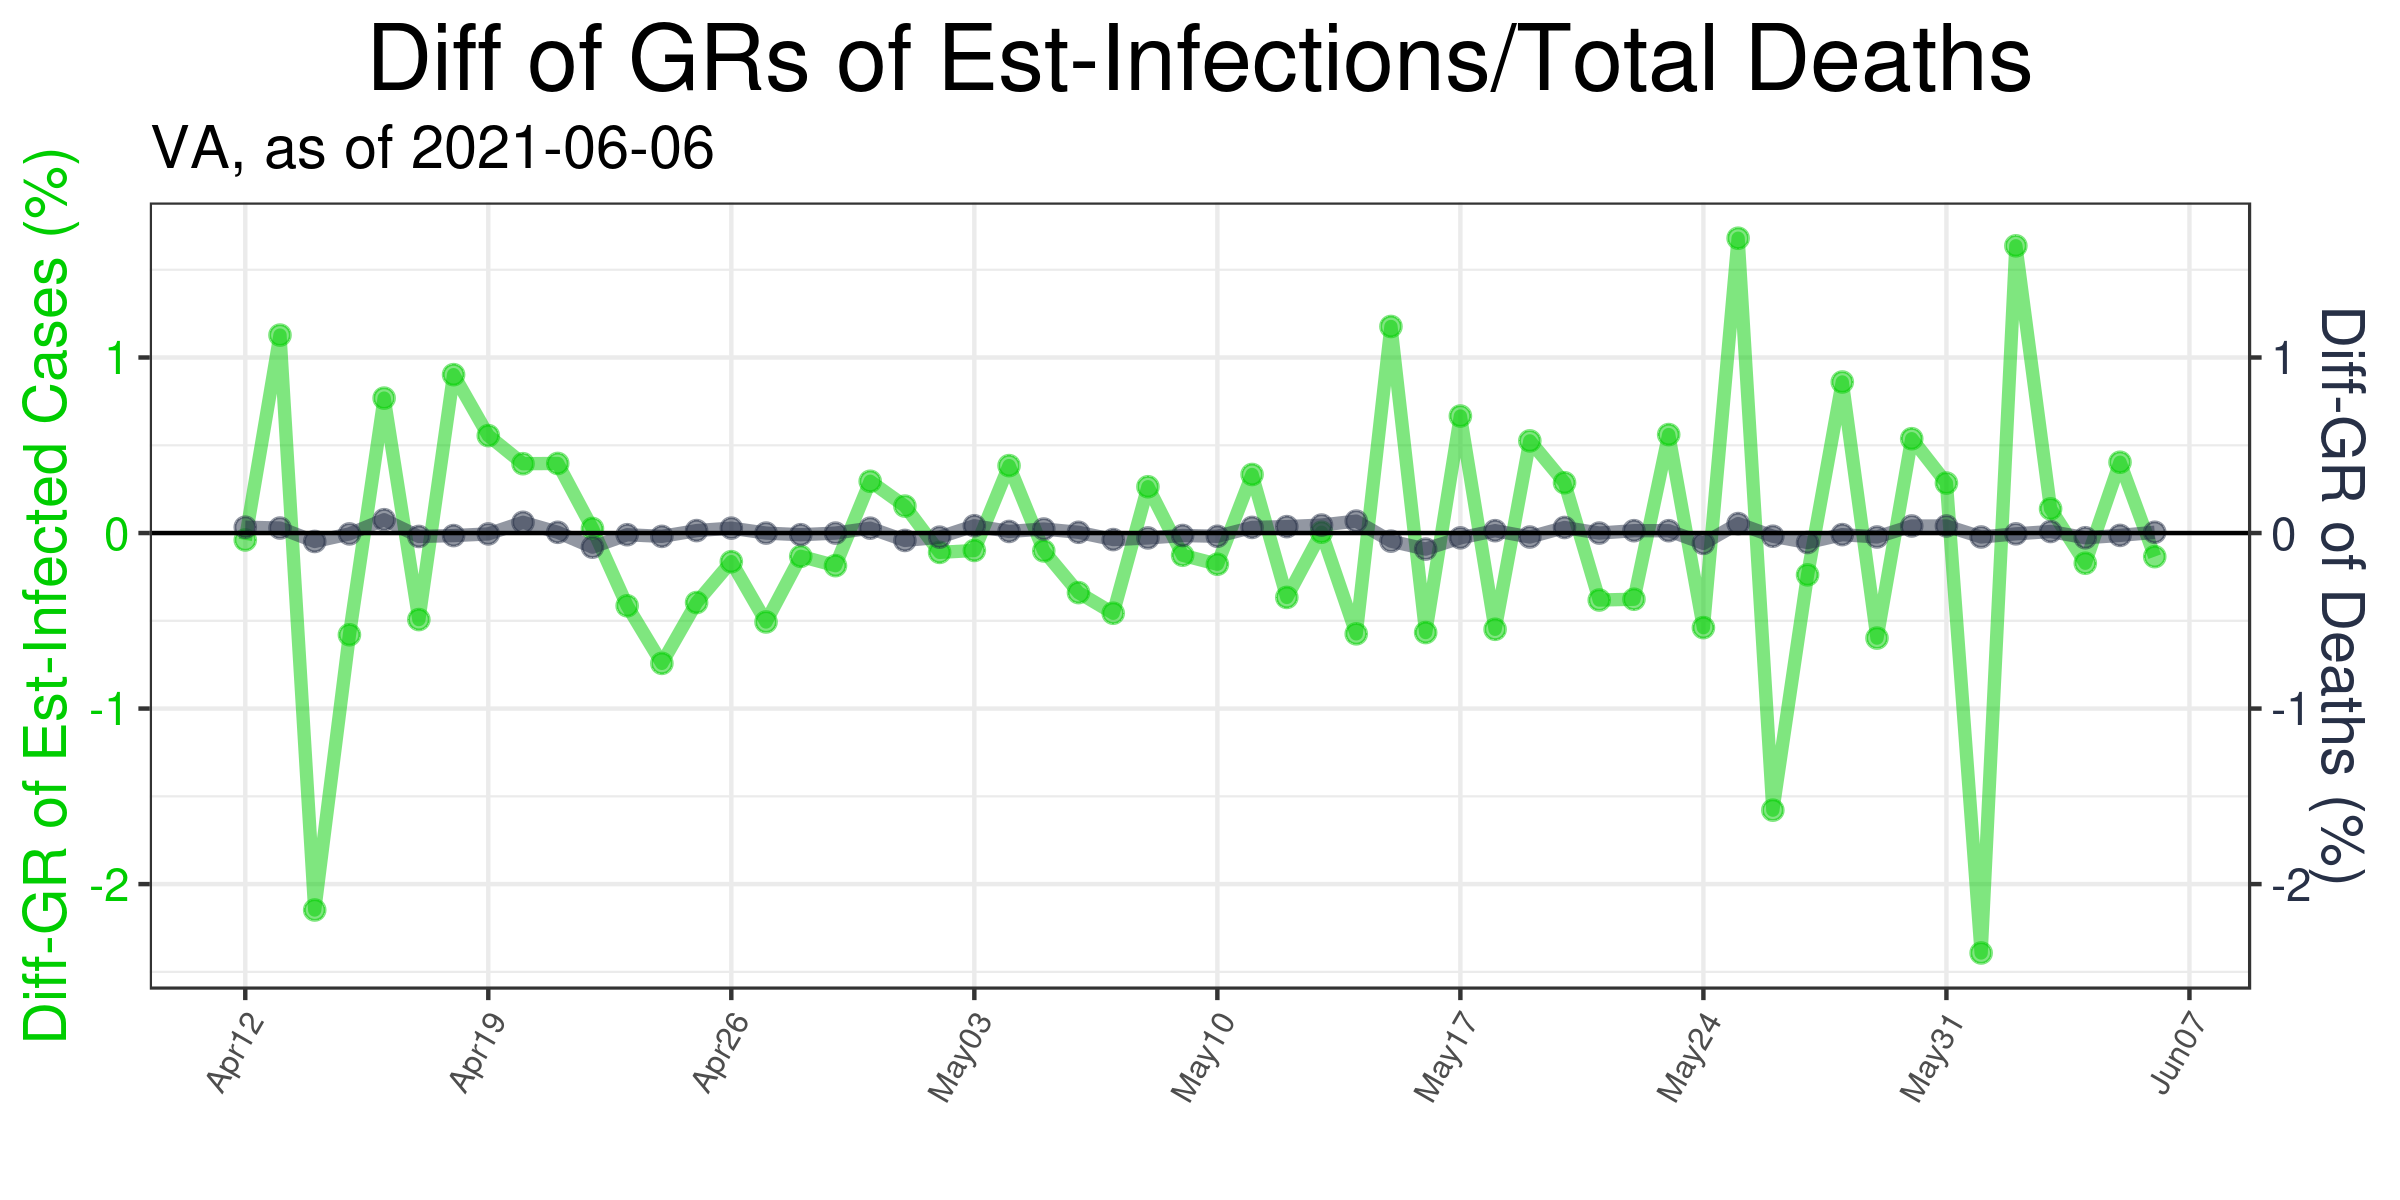 Diff of GRs of Est-Infections/Total Deaths
VA, as of 2021-06-06
Diff-GR of Est-Infected Cases (%)
1
0
-1
-2
1
0
-1
-2
Diff-GR of Deaths (%)
Apr12
Apr19
Apr26
May03
May10
May17
May24
May31
Jun07